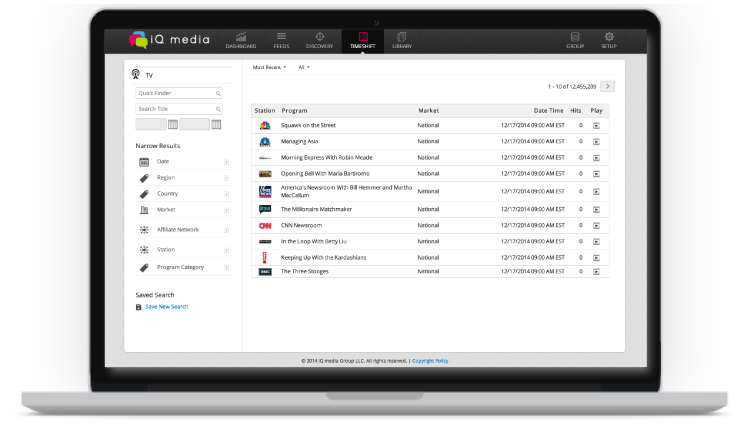 iQ media
DASHBOARD FEEDS DISCOVERY TIMESHIFT LIBRARY GROUP SETUP
TV
Quick Finder
Search Title
Narrow Results
Date
Region
Country
Market
Affiliate Network
Station
Program Category
Saved Search
Save New Search
Most Recent All
1 - 10 of 12,455,209
Station Program Market Date Time Hits Play
Squawk on the Street National 12/17/2014 09:00 AM EST 0
Managing Asia National 12/17/2014 09:00 AM EST 0
Morning Express With Robin Meade National 12/17/2014 09:00 AM EST 0
Opening Bell With Maria Bartiromo National 12/17/2014 09:00 AM EST 0
America's Newsroom With Bill Hemmer and Martha
MacCallum National 12/17/2014 09:00 AM EST 0
The Millionaire Matchmaker National 12/17/2014 09:00 AM EST 0
CNN CNN Newsroom National 12/17/2014 09:00 AM EST 0
In the Loop With Betty Liu National 12/17/2014 09:00 AM EST 0
Keeping Up With the Kardashians National 12/17/2014 09:00 AM EST 0
AMC The Three Stooges National 12/17/2014 09:00 AM EST 0
© 2014 iQ media Group LLC. All rights reserved. | Copyright Policy